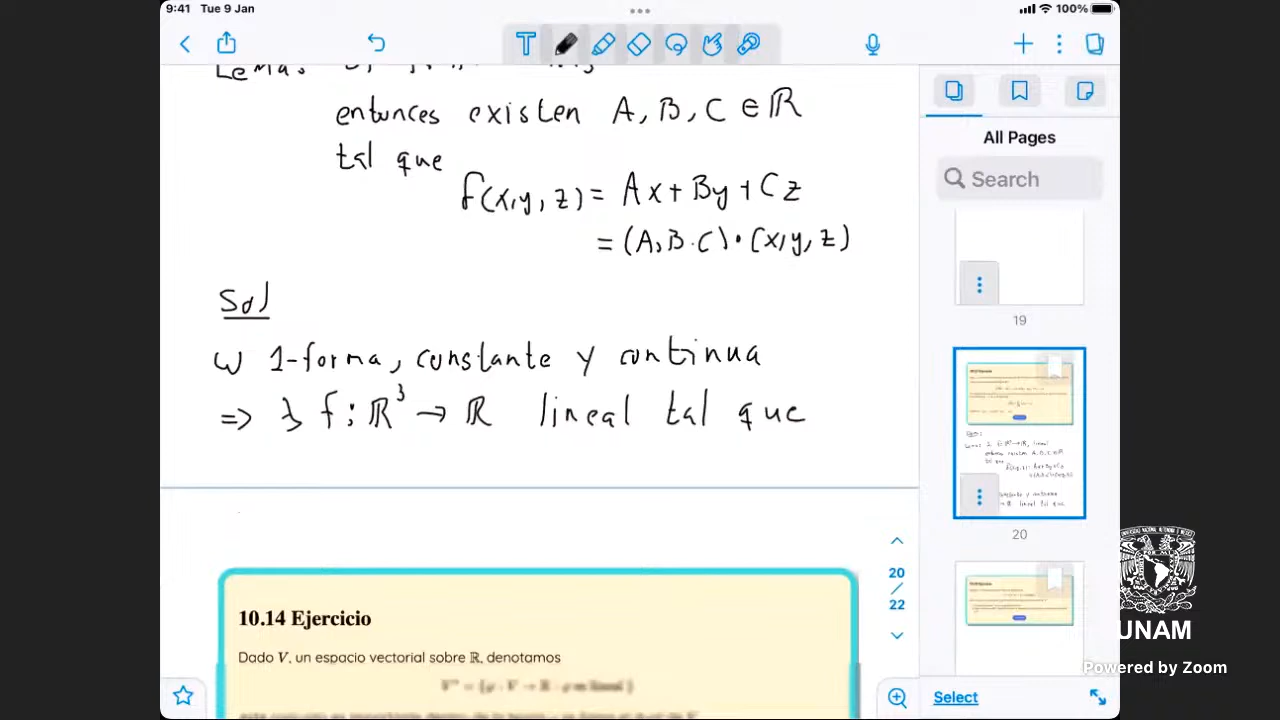 9:41 Tue 9 Jan
100%
entonces existen A, B, C ∈ ℝ
tal que
f(x,y,z) = Ax + By + Cz
= (A,B.C)•(x,y,z)
All Pages
Search
19
Sol
ω 1-forma, constante y continua
=> ∃ f: ℝ³ → ℝ lineal tal que
20
20
/
22
10.14 Ejercicio
Dado V, un espacio vectorial sobre ℝ, denotamos
Select
UNAM
Powered by Zoom